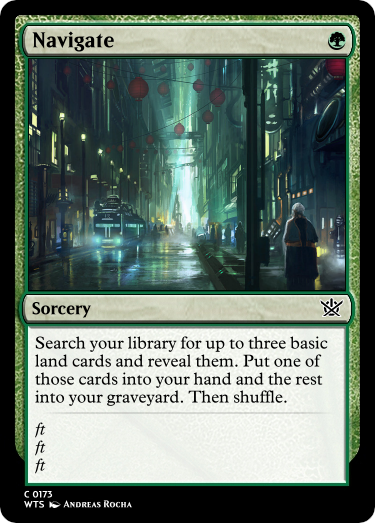 Navigate
Sorcery
Search your library for up to three basic
land cards and reveal them. Put one of
those cards into your hand and the rest
into your graveyard. Then shuffle.
ft
ft
ft
C 0173
WTS Andreas Rocha